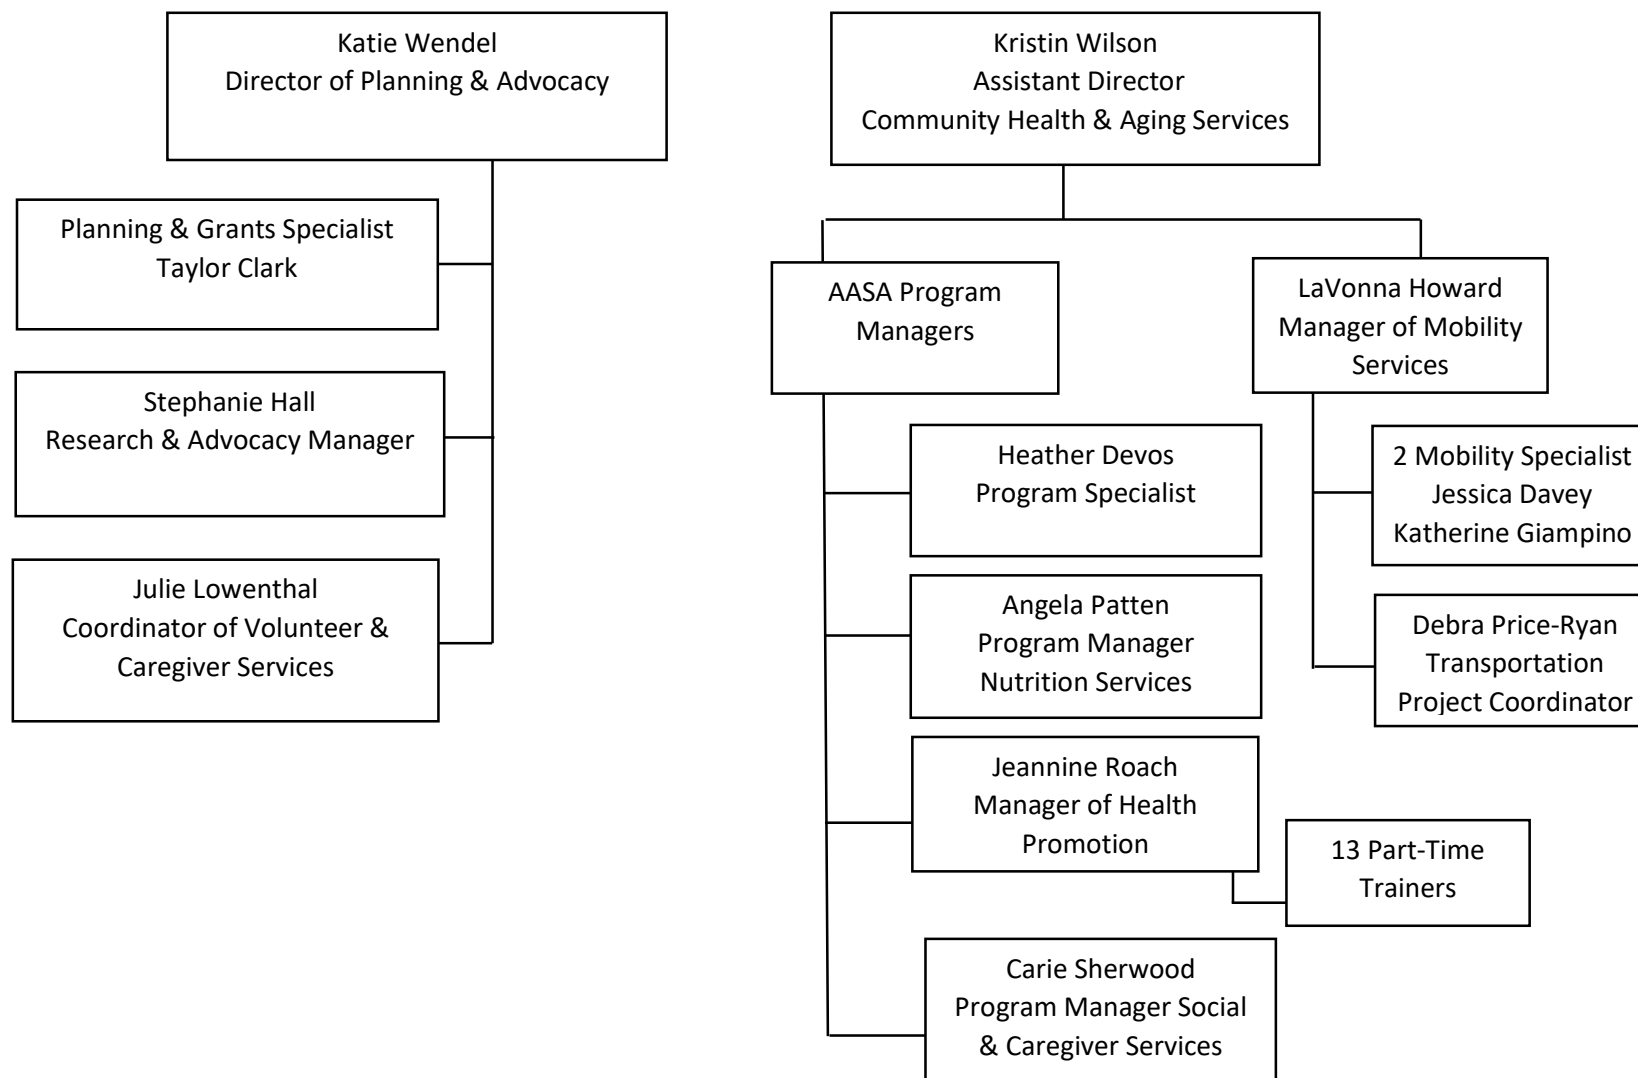 Katie Wendel
Director of Planning & Advocacy
Planning & Grants Specialist
Taylor Clark
Stephanie Hall
Research & Advocacy Manager
Julie Lowenthal
Coordinator of Volunteer &
Caregiver Services
Kristin Wilson
Assistant Director
Community Health & Aging Services
AASA Program
Managers
Heather Devos
Program Specialist
Angela Patten
Program Manager
Nutrition Services
Jeannine Roach
Manager of Health
Promotion
13 Part-Time
Trainers
Carie Sherwood
Program Manager Social
& Caregiver Services
LaVonna Howard
Manager of Mobility
Services
2 Mobility Specialist
Jessica Davey
Katherine Giampino
Debra Price-Ryan
Transportation
Project Coordinator